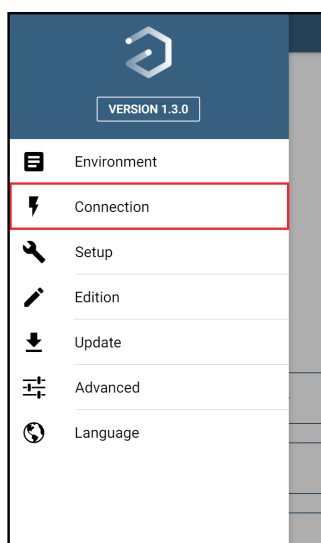 VERSION 1.3.0
Environment
Connection
Setup
Edition
Update
Advanced
Language